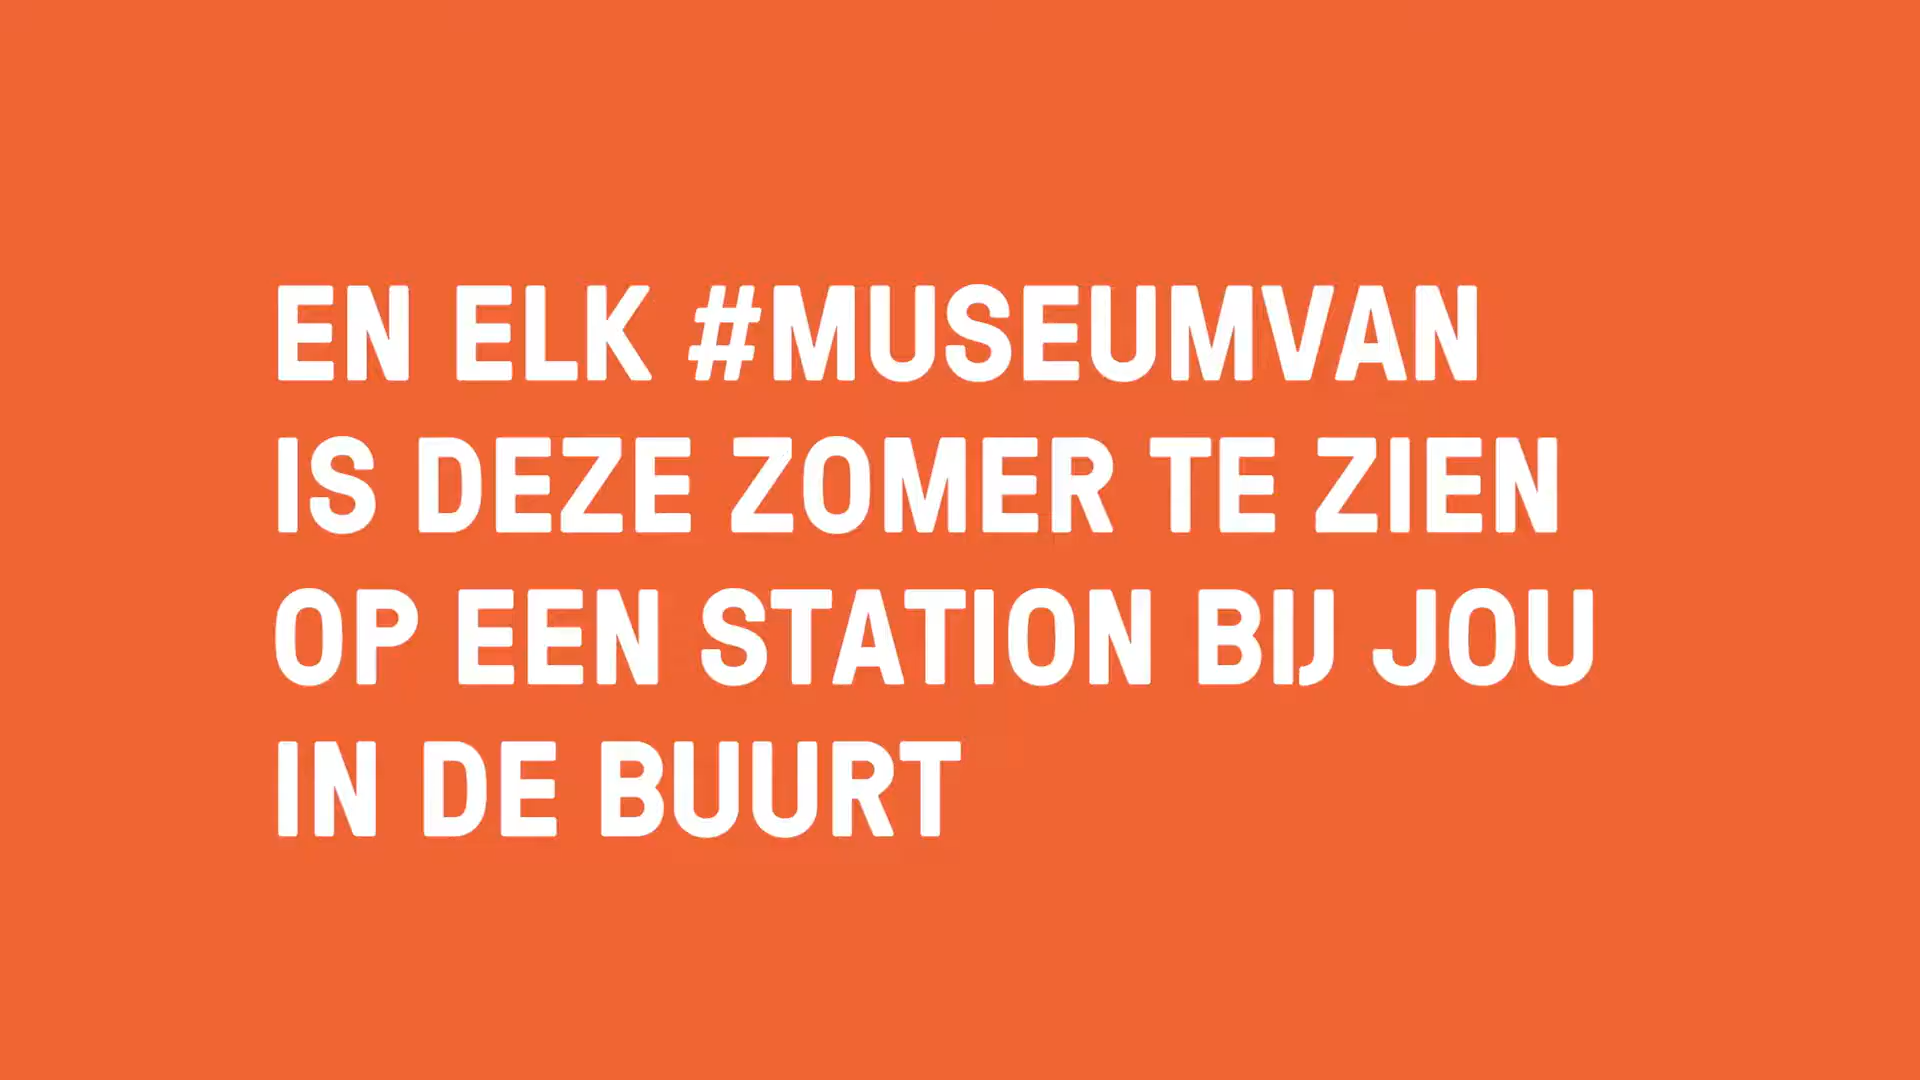 EN ELK #MUSEUMVAN
IS DEZE ZOMER TE ZIEN
OP EEN STATION BIJ JOU
IN DE BUURT